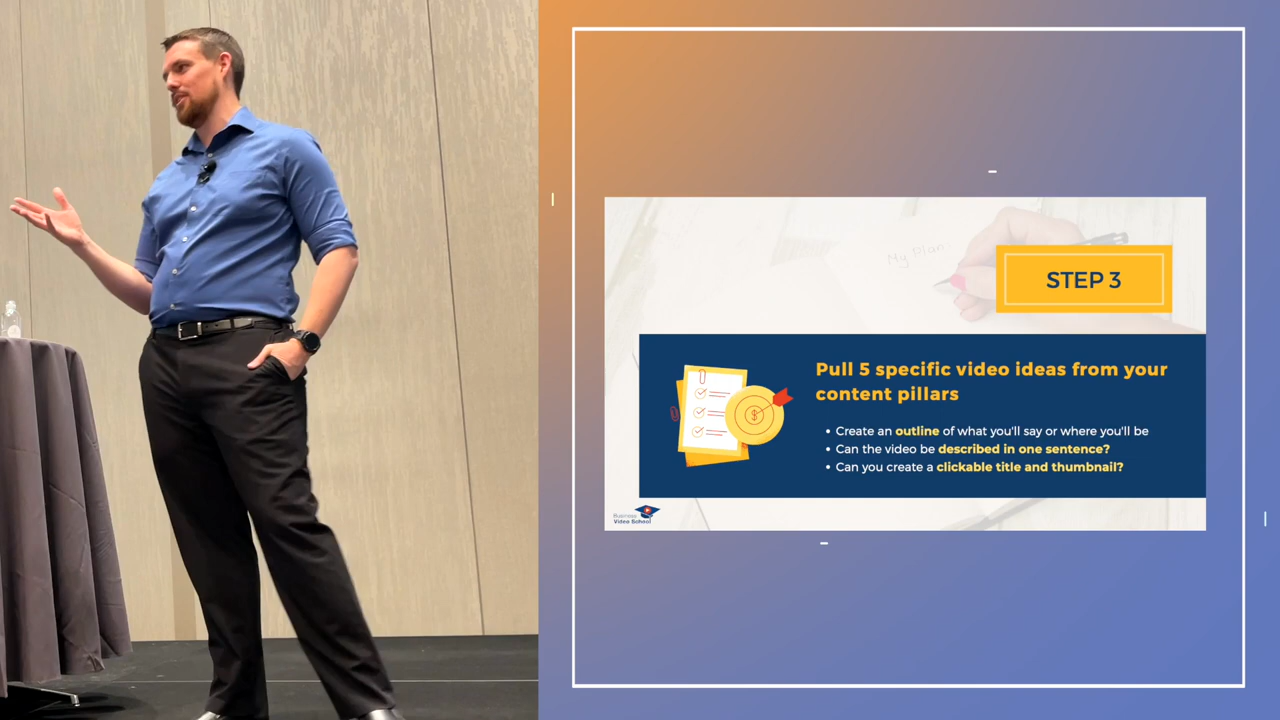 My Plan
STEP 3
Pull 5 specific video ideas from your
content pillars
• Create an outline of what you'll say or where you'll be
• Can the video be described in one sentence?
• Can you create a clickable title and thumbnail?
Business
Video School